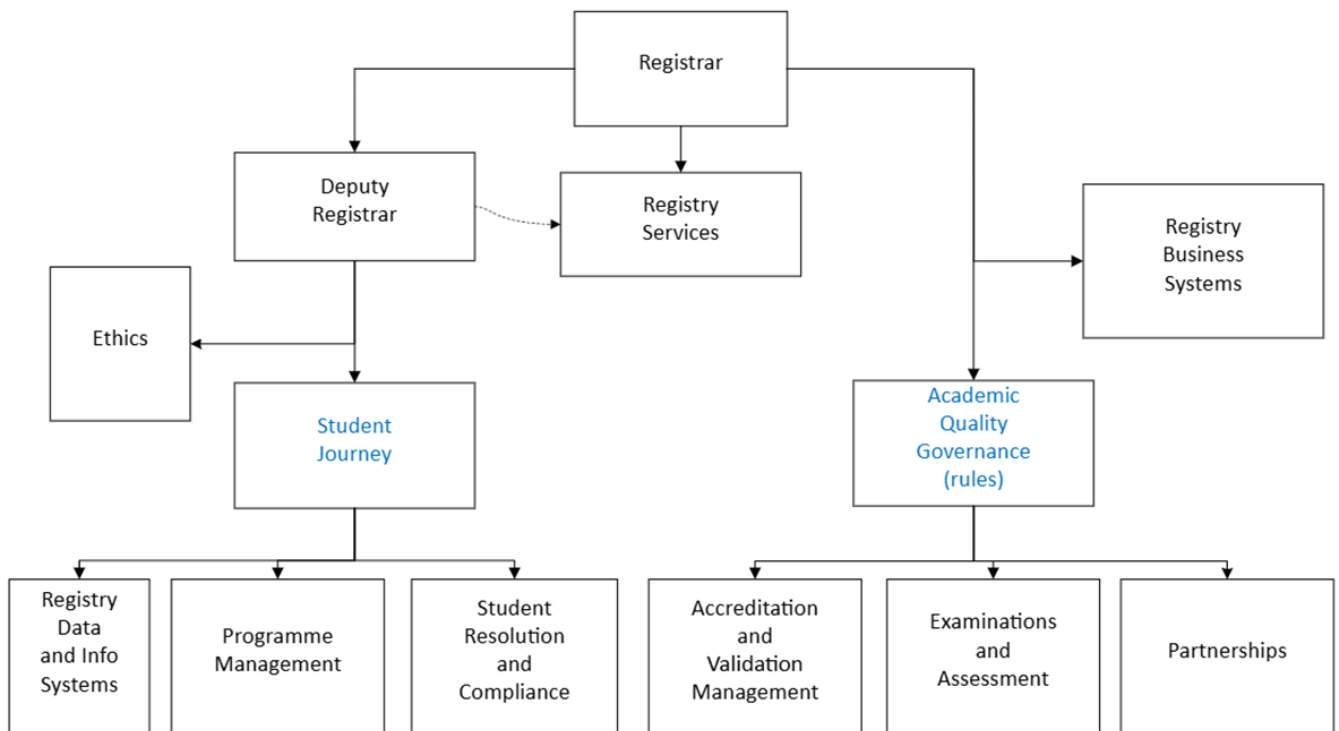 Registrar
Deputy
Registrar
Registry
Services
Registry
Business
Systems
Ethics
Student
Journey
Academic
Quality
Governance
(rules)
Registry
Data
and Info
Systems
Programme
Management
Student
Resolution
and
Compliance
Accreditation
and
Validation
Management
Examinations
and
Assessment
Partnerships